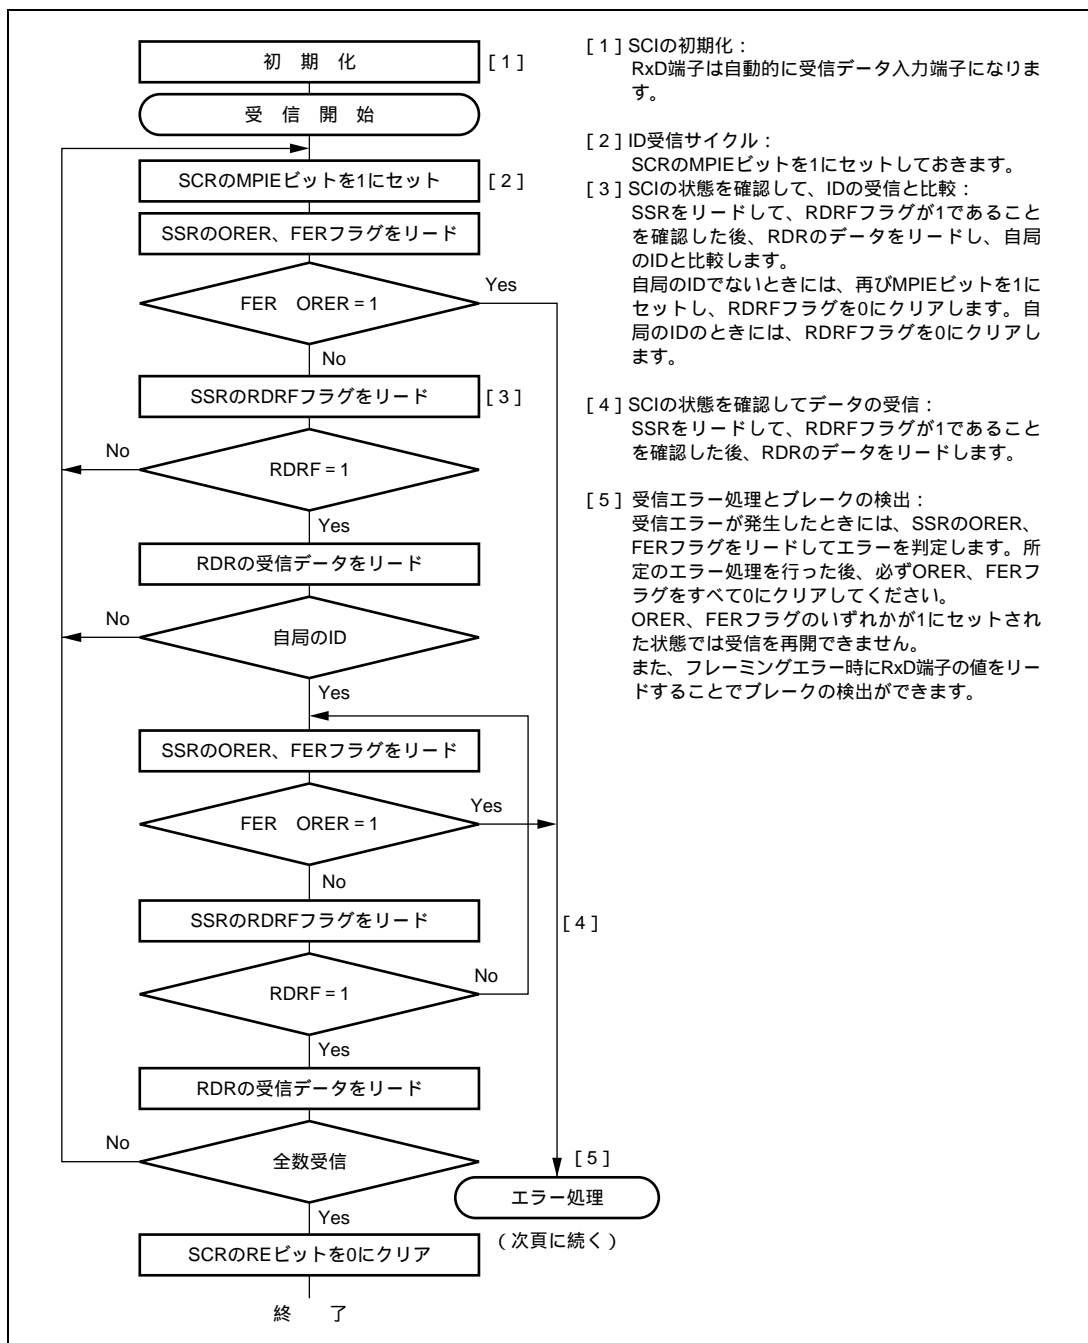 初 期 化 [ 1 ]
受 信 開 始
SCRのMPIEビットを1にセット [ 2 ]
SSRのORER、FERフラグをリード
FER ORER = 1
Yes
No
SSRのRDRFフラグをリード [ 3 ]
No
RDRF = 1
Yes
RDRの受信データをリード
No
自局のID
Yes
SSRのORER、FERフラグをリード
FER ORER = 1
Yes
No
SSRのRDRFフラグをリード
[ 4 ]
No
RDRF = 1
Yes
RDRの受信データをリード
No
全数受信
[ 5 ]
エラー処理
Yes
(次頁に続く)
SCRのREビットを0にクリア
終 了
[ 1 ] SCIの初期化:
RxD端子は自動的に受信データ入力端子になりま
す。
[ 2 ] ID受信サイクル:
SCRのMPIEビットを1にセットしておきます。
[ 3 ] SCIの状態を確認して、IDの受信と比較:
SSRをリードして、RDRFフラグが1であること
を確認した後、RDRのデータをリードし、自局
のIDと比較します。
自局のIDでないときには、再びMPIEビットを1に
セットし、RDRFフラグを0にクリアします。自
局のIDのときには、RDRFフラグを0にクリアし
ます。
[ 4 ] SCIの状態を確認してデータの受信:
SSRをリードして、RDRFフラグが1であること
を確認した後、RDRのデータをリードします。
[ 5 ] 受信エラー処理とブレークの検出:
受信エラーが発生したときには、SSRのORER、
FERフラグをリードしてエラーを判定します。所
定のエラー処理を行った後、必ずORER、FERフ
ラグをすべて0にクリアしてください。
ORER、FERフラグのいずれかが1にセットされ
た状態では受信を再開できません。
また、フレーミングエラー時にRxD端子の値をリー
ドすることでブレークの検出ができます。